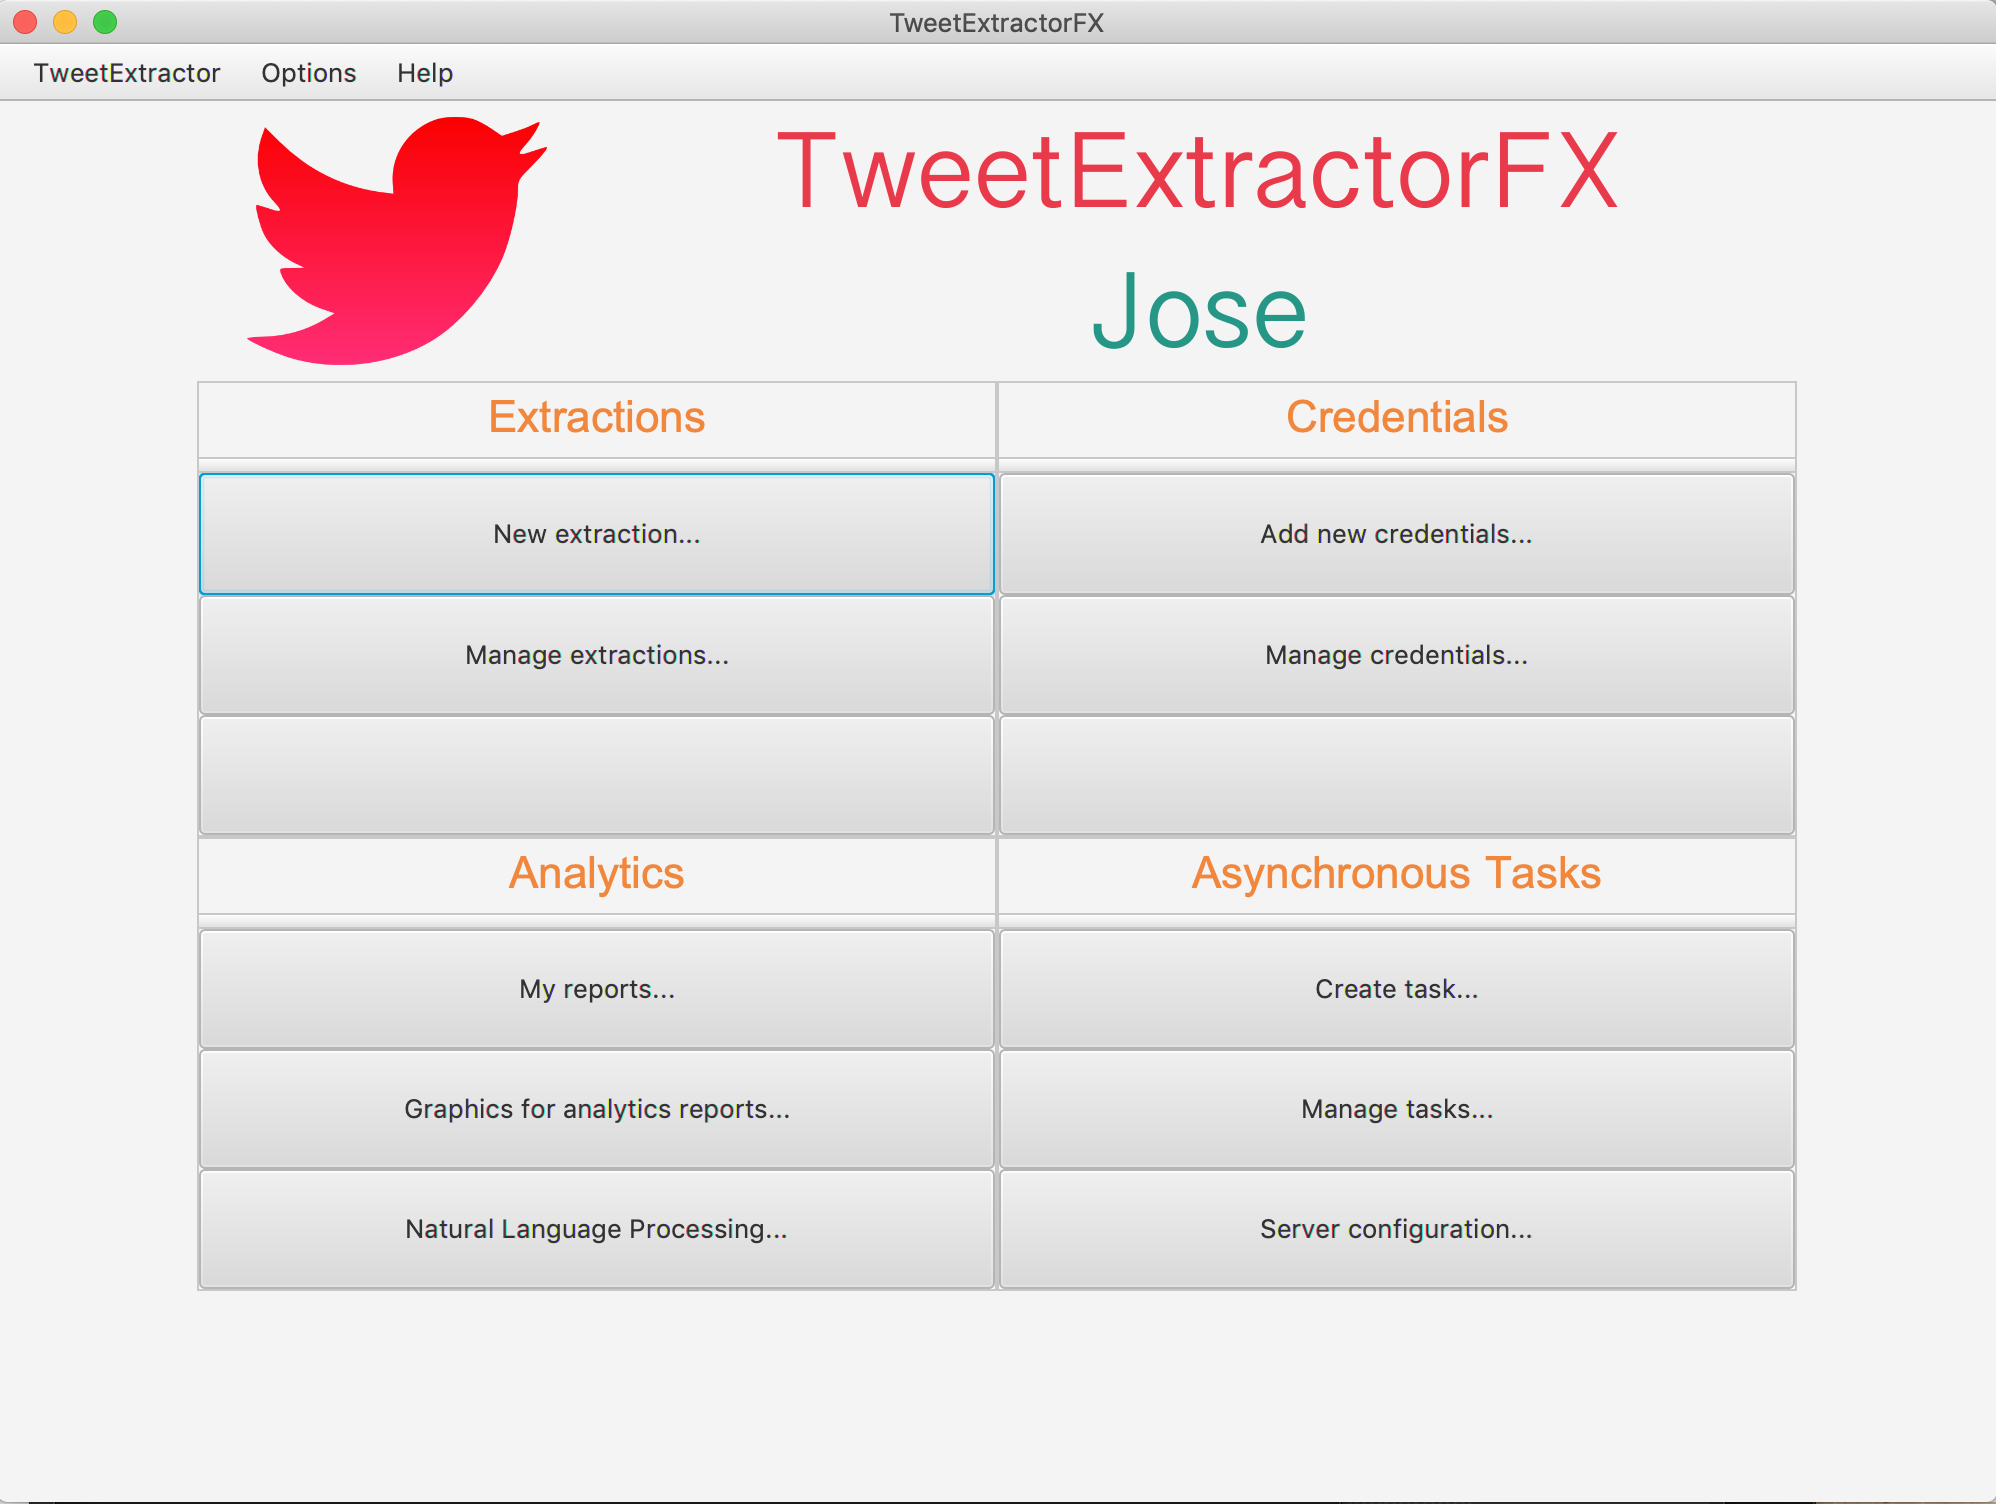 TweetExtractorFX
TweetExtractor Options Help
TweetExtractorFX
Jose
Extractions
Credentials
New extraction...
Add new credentials...
Manage extractions...
Manage credentials...
Analytics
Asynchronous Tasks
My reports...
Create task...
Graphics for analytics reports...
Manage tasks...
Natural Language Processing...
Server configuration...